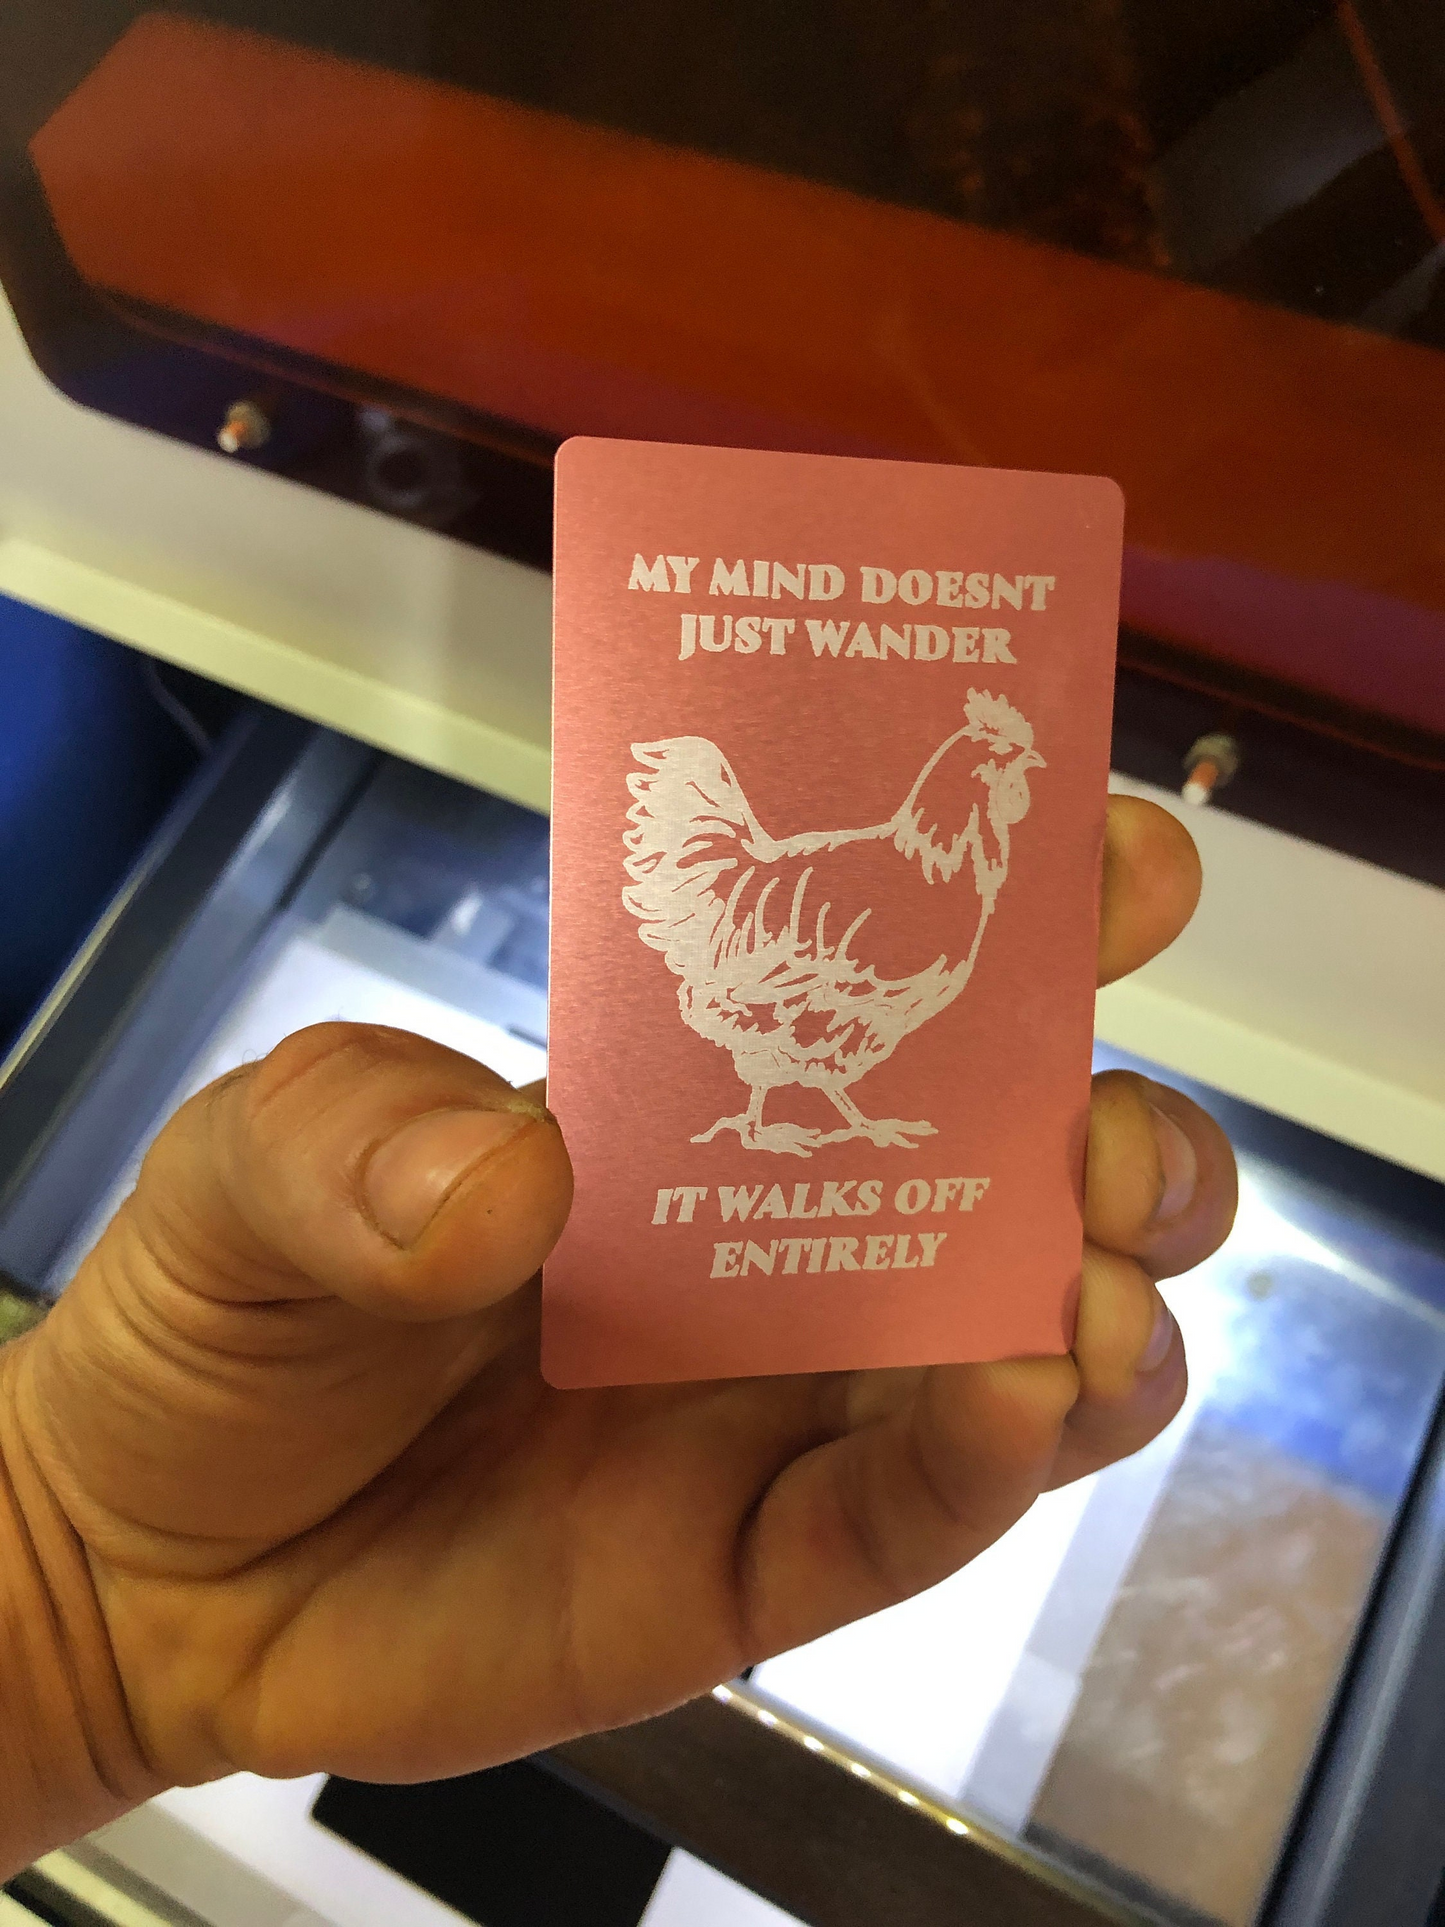 MY MIND DOESNT
JUST WANDER
IT WALKS OFF
ENTIRELY